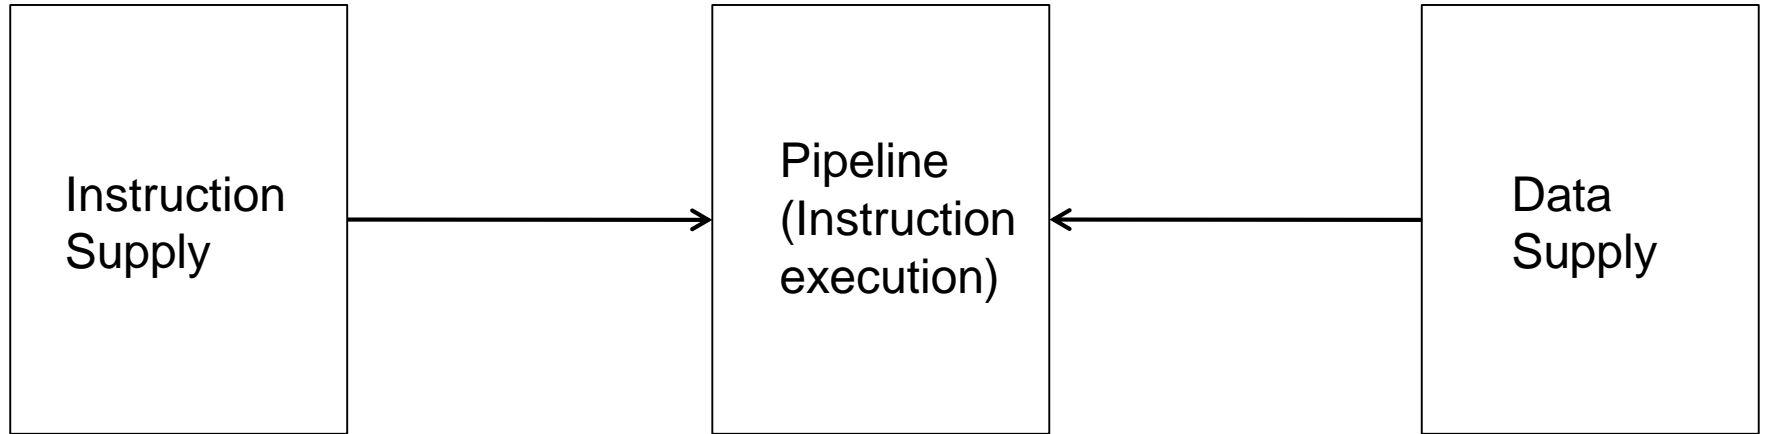 Instruction
Supply
Pipeline
(Instruction
execution)
Data
Supply